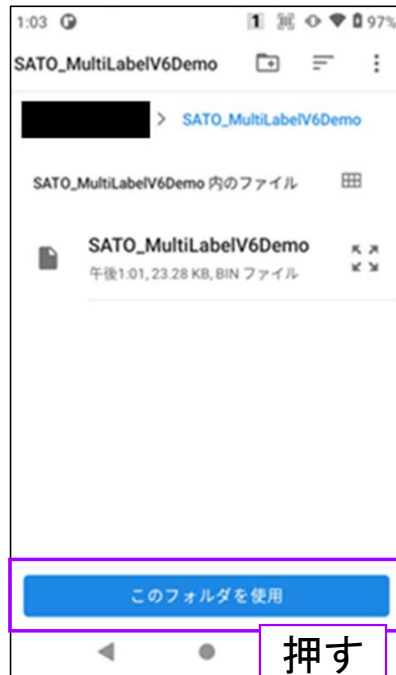 1:03 1 97%
SATO_MultiLabelV6Demo
> SATO_MultiLabelV6Demo
SATO_MultiLabelV6Demo 内のファイル
SATO_MultiLabelV6Demo
午後1:01, 23.28 KB, BIN ファイル
このフォルダを使用
押す